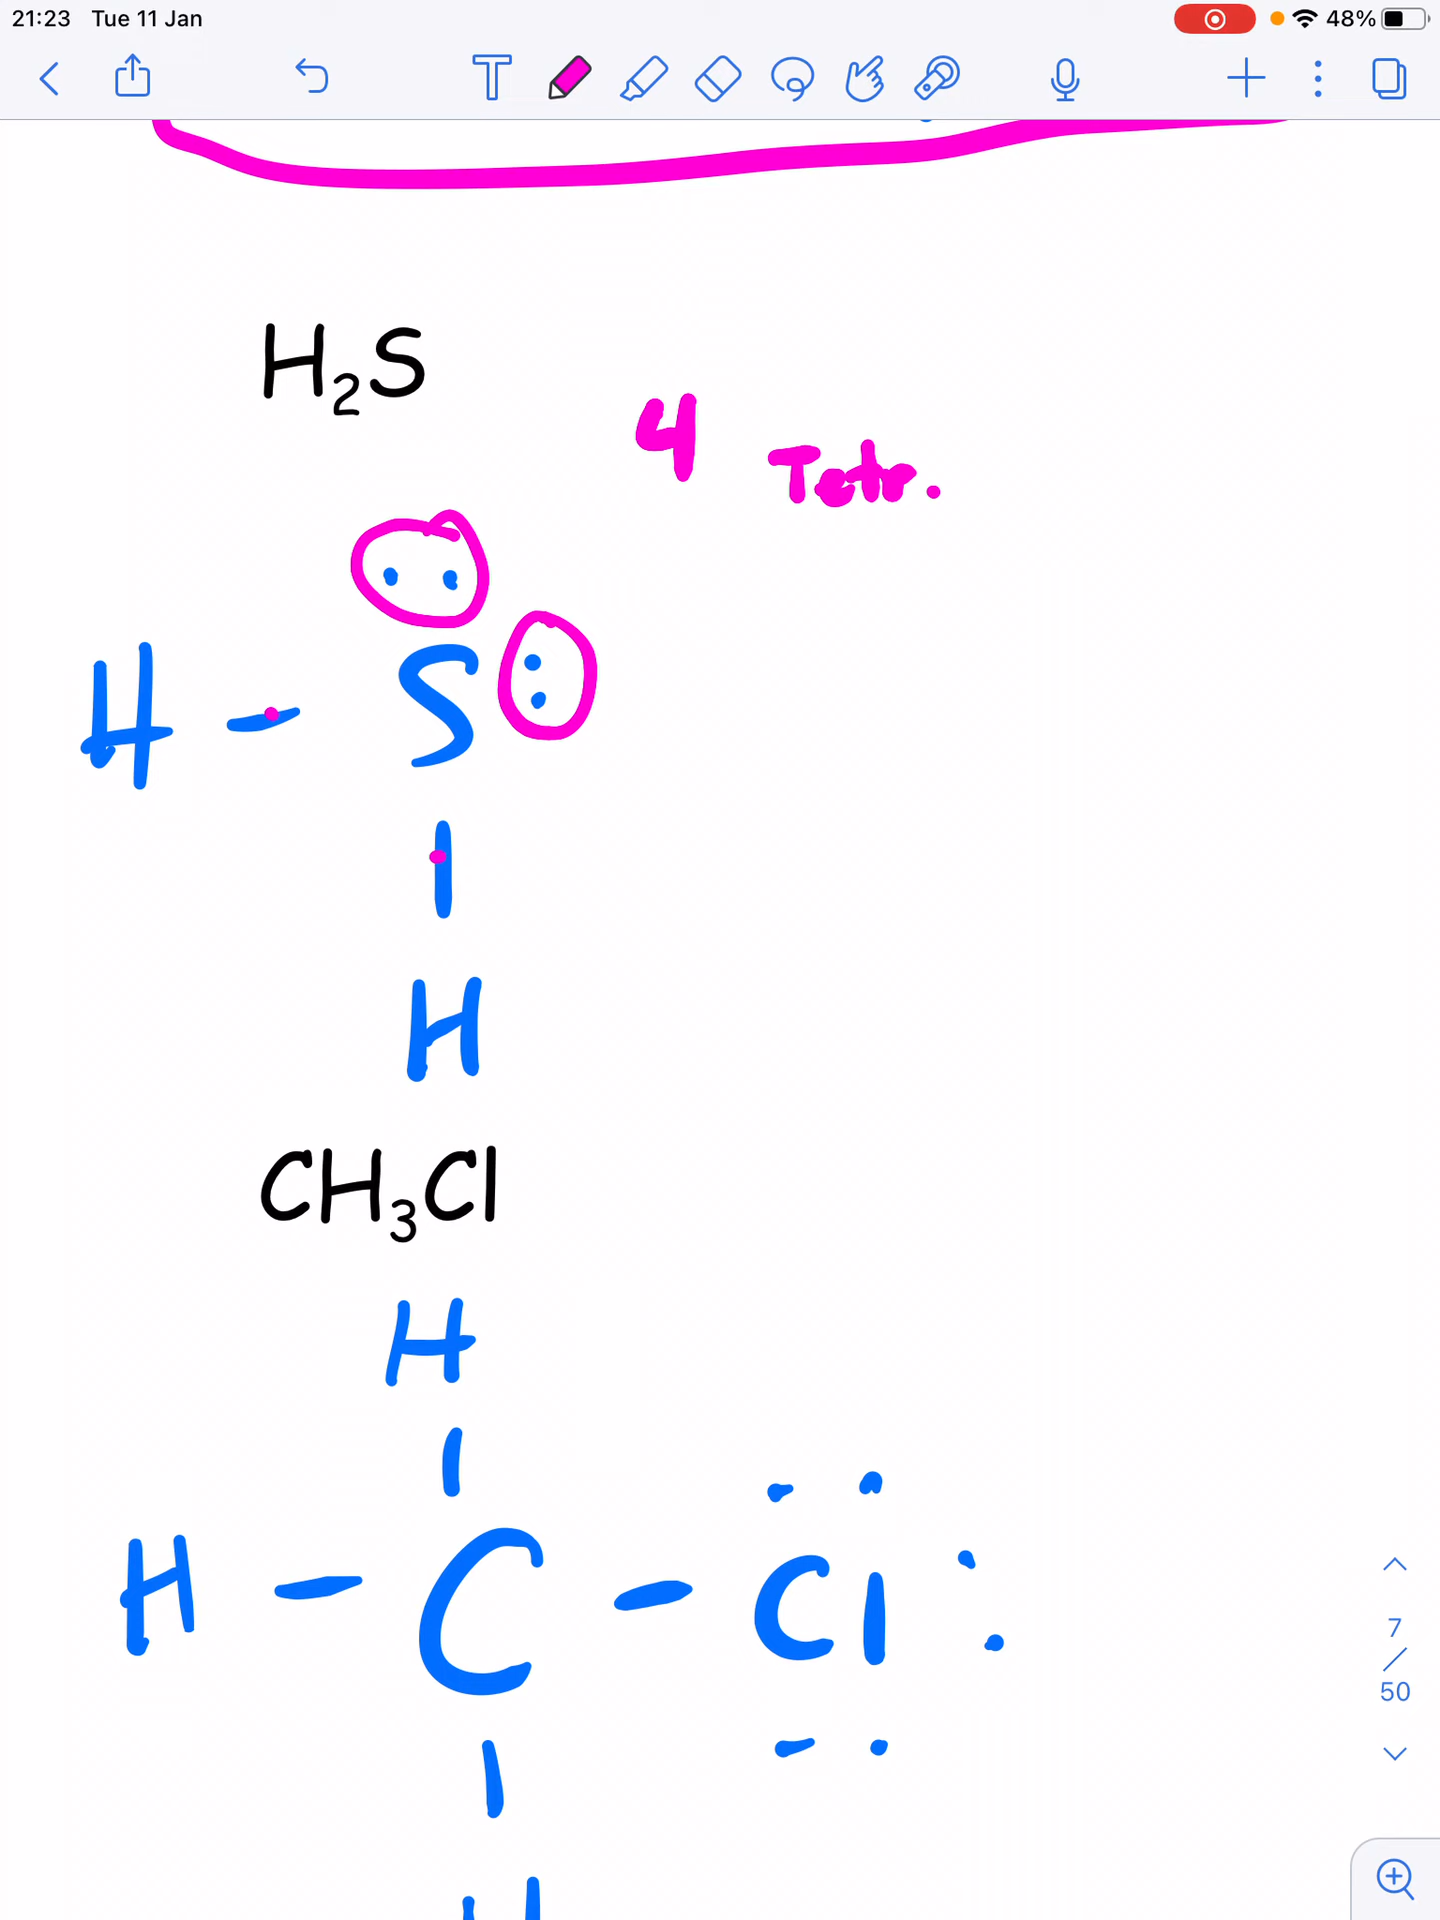 21:23 Tue 11 Jan 48%
T
H₂S
4 Tetr.
H - S :
H
CH₃Cl
H
H - C - Cl :
H
7
/
50